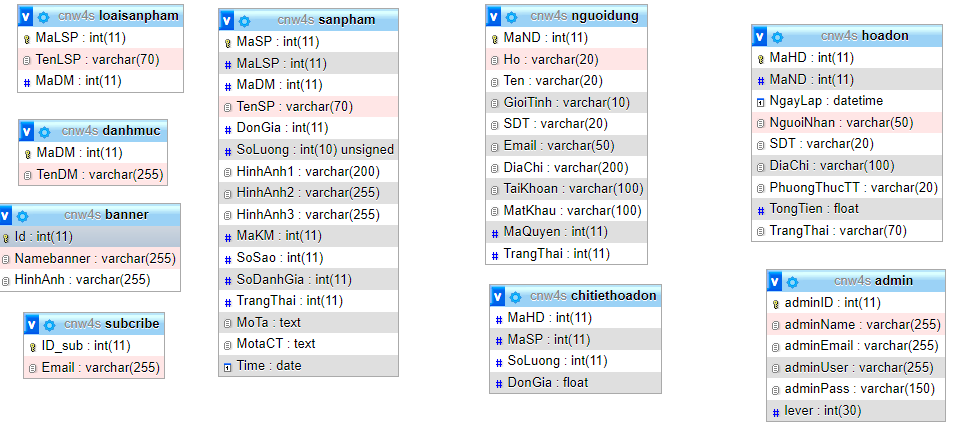 cnw4s loaisanpham
MaLSP : int(11)
TenLSP : varchar(70)
MaDM : int(11)
cnw4s danhmuc
MaDM : int(11)
TenDM : varchar(255)
cnw4s banner
Id : int(11)
Namebanner : varchar(255)
HinhAnh : varchar(255)
cnw4s subcribe
ID_sub : int(11)
Email : varchar(255)
cnw4s sanpham
MaSP : int(11)
MaLSP : int(11)
MaDM : int(11)
TenSP : varchar(70)
DonGia : int(11)
SoLuong : int(10) unsigned
HinhAnh1 : varchar(200)
HinhAnh2 : varchar(255)
HinhAnh3 : varchar(255)
MaKM : int(11)
SoSao : int(11)
SoDanhGia : int(11)
TrangThai : int(11)
MoTa : text
MotaCT : text
Time : date
cnw4s nguoidung
MaND : int(11)
Ho : varchar(20)
Ten : varchar(20)
GioiTinh : varchar(10)
SDT : varchar(20)
Email : varchar(50)
DiaChi : varchar(200)
TaiKhoan : varchar(100)
MatKhau : varchar(100)
MaQuyen : int(11)
TrangThai : int(11)
cnw4s chitiethoadon
MaHD : int(11)
MaSP : int(11)
SoLuong : int(11)
DonGia : float
cnw4s hoadon
MaHD : int(11)
MaND : int(11)
NgayLap : datetime
NguoiNhan : varchar(50)
SDT : varchar(20)
DiaChi : varchar(100)
PhuongThucTT : varchar(20)
TongTien : float
TrangThai : varchar(70)
cnw4s admin
adminID : int(11)
adminName : varchar(255)
adminEmail : varchar(255)
adminUser : varchar(255)
adminPass : varchar(150)
lever : int(30)